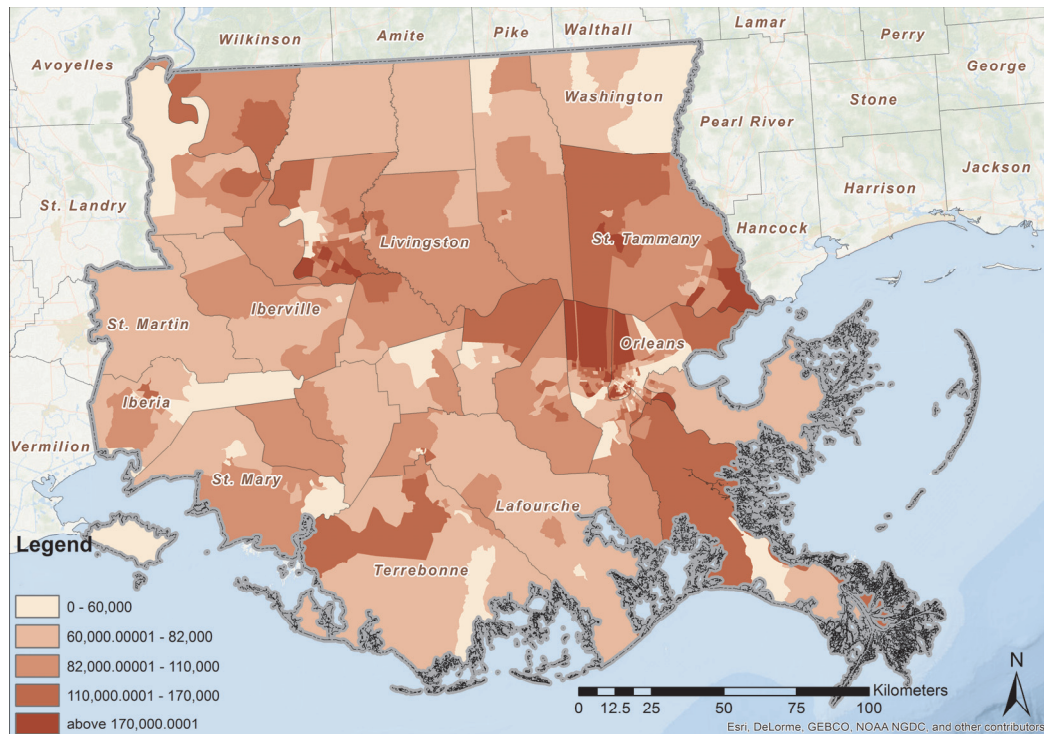 Wilkinson
Amite
Pike
Walthall
Lamar
Perry
Avoyelles
George
Washington
Stone
Pearl River
Jackson
St. Landry
Harrison
Hancock
Livingston
St. Tammany
Iberville
St. Martin
Orleans
Iberia
Vermilion
St. Mary
Lafourche
Terrebonne
Legend
0 - 60,000
60,000.00001 - 82,000
82,000.00001 - 110,000
110,000.0001 - 170,000
above 170,000.0001
N
Kilometers
0 12.5 25 50 75 100
Esri, DeLorme, GEBCO, NOAA NGDC, and other contributors